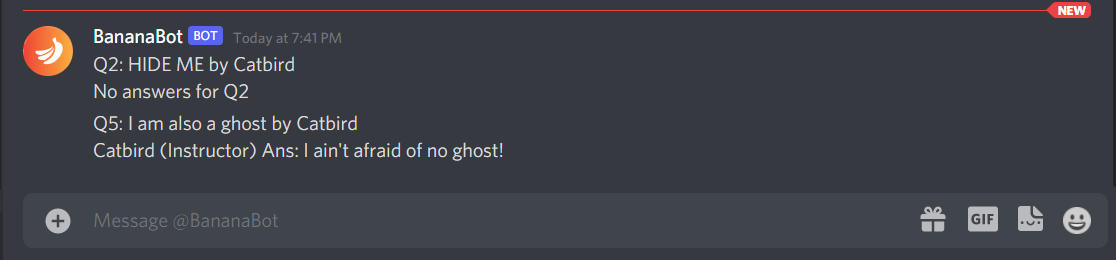 NEW
BananaBot BOT Today at 7:41 PM
Q2: HIDE ME by Catbird
No answers for Q2
Q5: I am also a ghost by Catbird
Catbird (Instructor) Ans: I ain't afraid of no ghost!
Message @BananaBot GIF